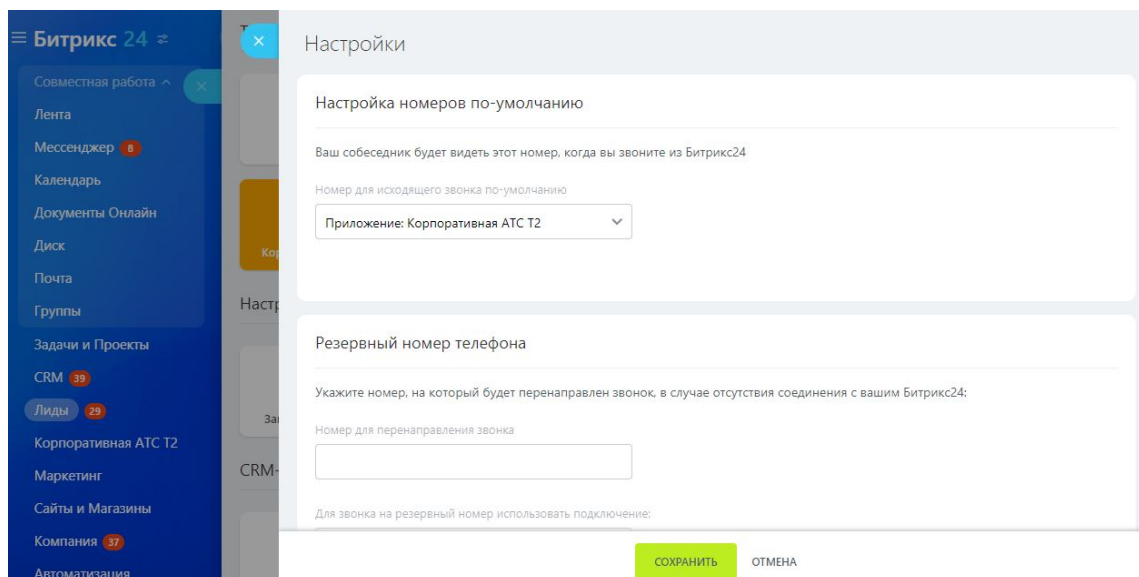 Битрикс 24
Совместная работа
Лента
Мессенджер 8
Календарь
Документы Онлайн
Диск
Почта
Группы
Задачи и Проекты
CRM 39
Лиды 29
Корпоративная АТС Т2
Маркетинг
Сайты и Магазины
Компания 37
Автоматизация
CRM-
Настройки
Настройка номеров по-умолчанию
Ваш собеседник будет видеть этот номер, когда вы звоните из Битрикс24
Номер для исходящего звонка по-умолчанию
Приложение: Корпоративная АТС Т2
Резервный номер телефона
Укажите номер, на который будет перенаправлен звонок, в случае отсутствия соединения с вашим Битрикс24:
Номер для перенаправления звонка
Для звонка на резервный номер использовать подключение:
СОХРАНИТЬ ОТМЕНА